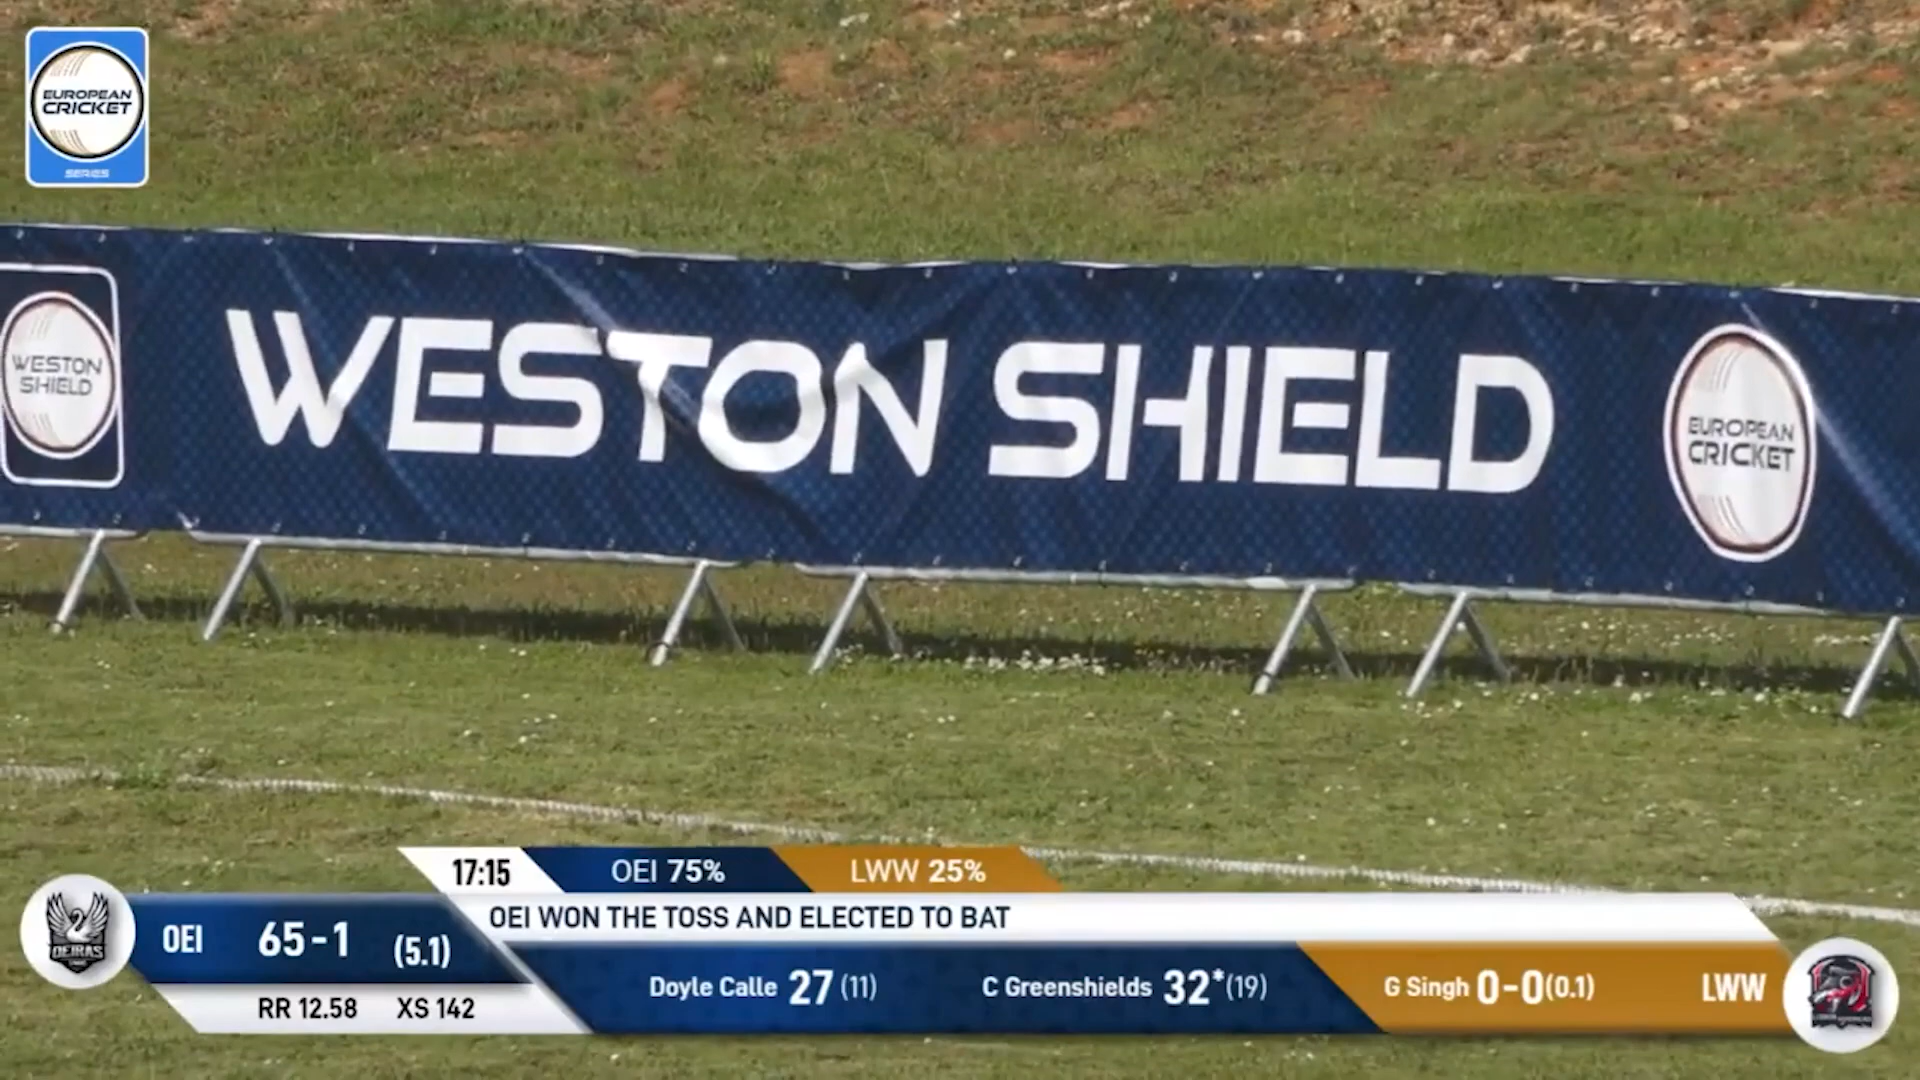 EUROPEAN
CRICKET
SERIES
WESTON
SHIELD
WESTON SHIELD
EUROPEAN
CRICKET
17:15 OEI 75% LWW 25%
OEI WON THE TOSS AND ELECTED TO BAT
OEIRAS
OEI 65-1 (5.1)
Doyle Calle 27 (11) C Greenshields 32*(19) G Singh 0-0(0.1) LWW
RR 12.58 XS 142